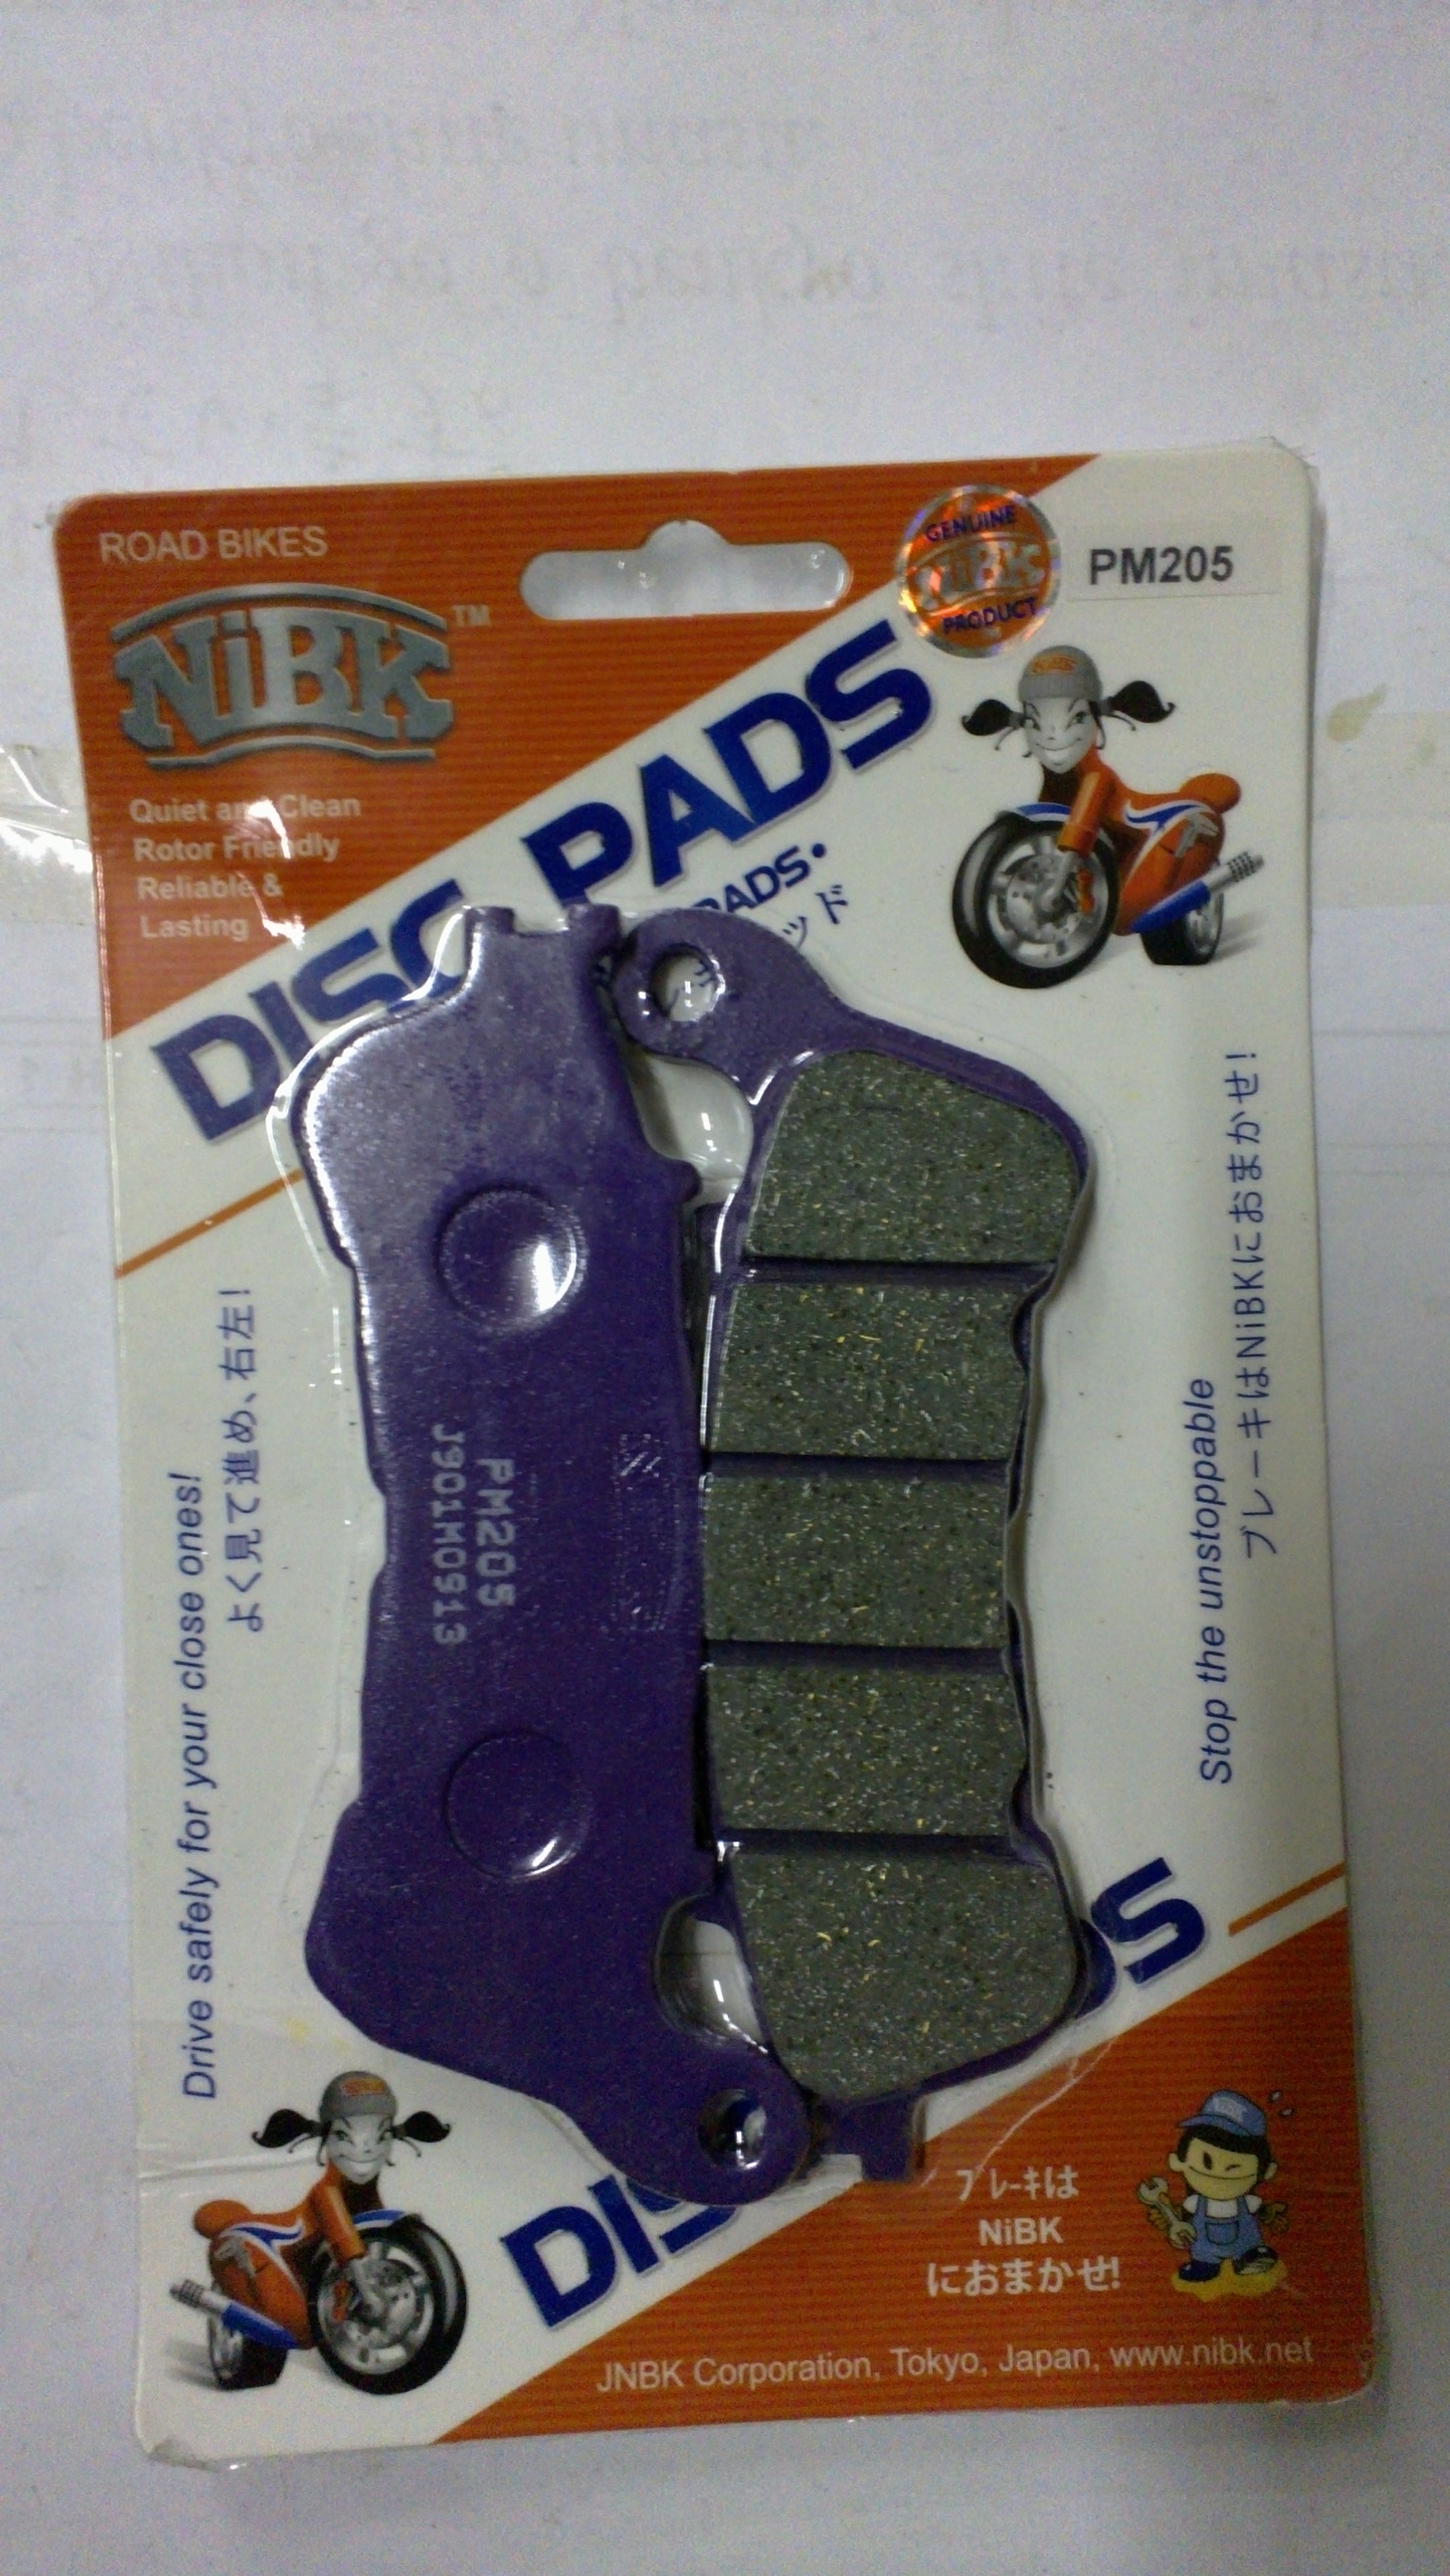 ROAD BIKES
NiBK™
Quiet and Clean
Rotor Friendly
Reliable &
Lasting
GENUINE
NiBK
PRODUCT
PM205
DISC PADS
PADS•
ッド
Drive safely for your close ones!
よく見て進め、右左!
PM205
J901M0913
Stop the unstoppable
ブレーキはNiBKにおまかせ!
DIS
S
ブレーキは
NiBK
におまかせ!
JNBK Corporation, Tokyo, Japan, www.nibk.net